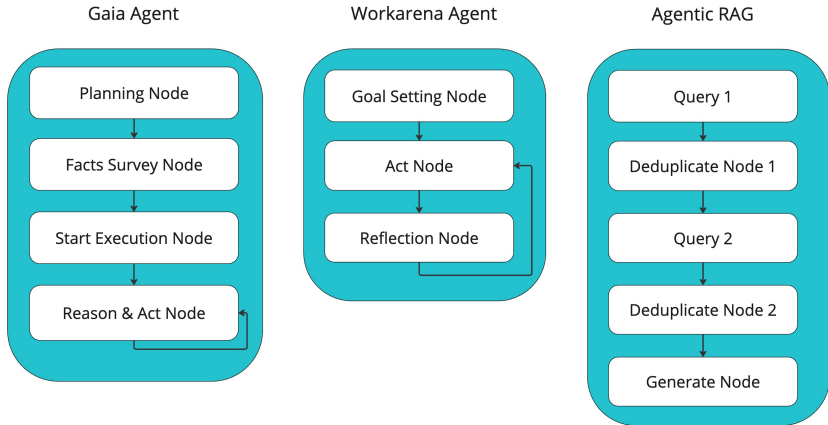 Gaia Agent
Planning Node
Facts Survey Node
Start Execution Node
Reason & Act Node
Workarena Agent
Goal Setting Node
Act Node
Reflection Node
Agentic RAG
Query 1
Deduplicate Node 1
Query 2
Deduplicate Node 2
Generate Node